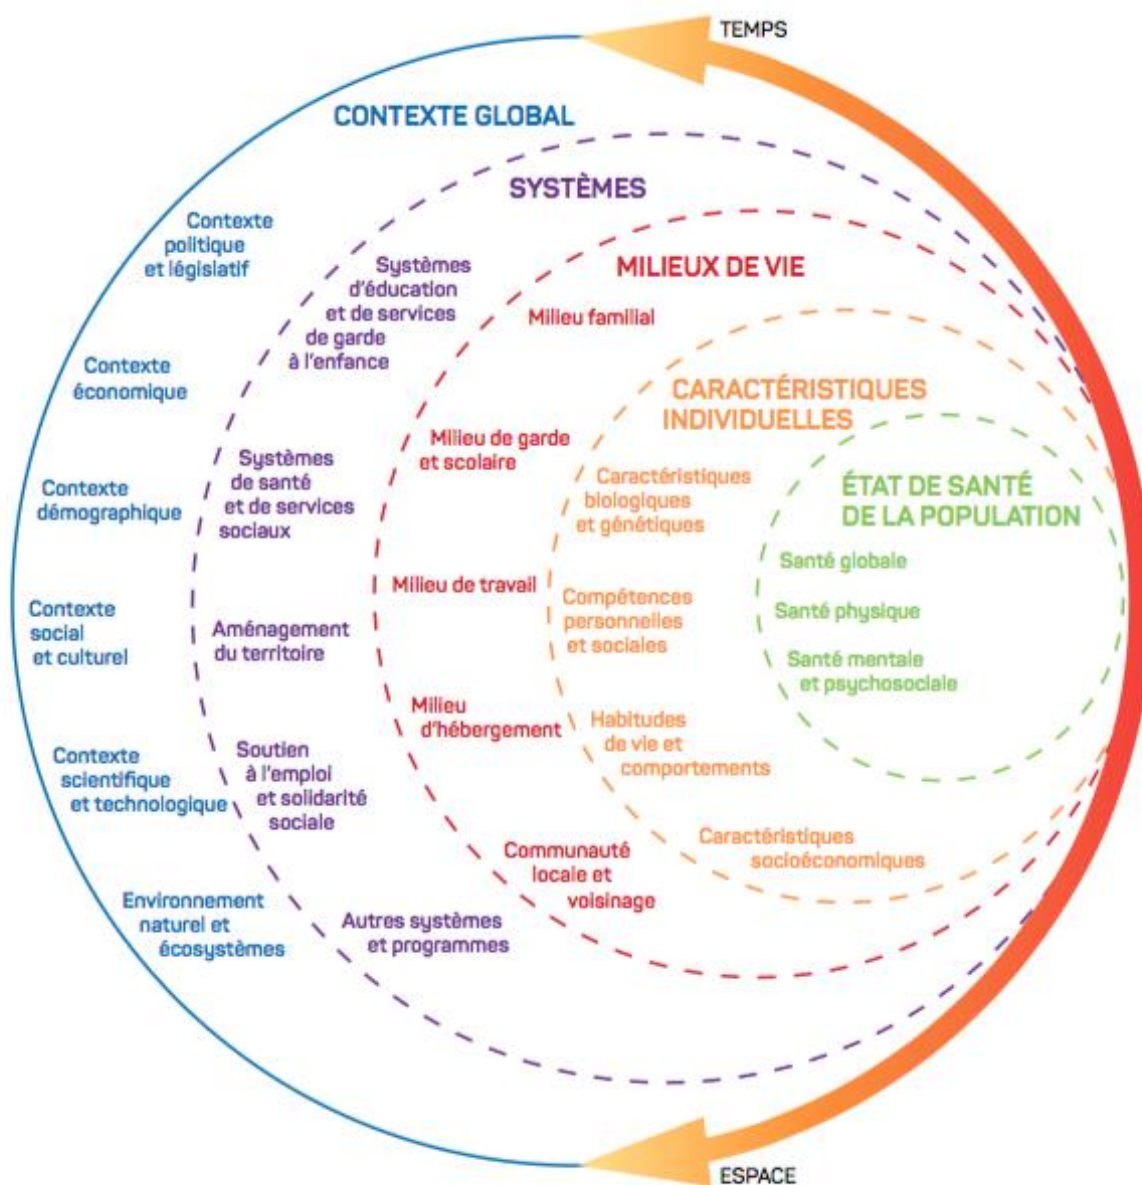 TEMPS
CONTEXTE GLOBAL
Contexte
politique
et législatif
Contexte
économique
Contexte
démographique
Contexte
social
et culturel
Contexte
scientifique
et technologique
Environnement
naturel et
écosystèmes
SYSTÈMES
Systèmes
d'éducation
et de services
de garde
à l'enfance
Systèmes
de santé
et de services
sociaux
Aménagement
du territoire
Soutien
à l'emploi
et solidarité
sociale
Autres systèmes
et programmes
MILIEUX DE VIE
Milieu familial
Milieu de garde
et scolaire
Milieu de travail
Milieu
d'hébergement
Communauté
locale et
voisinage
CARACTÉRISTIQUES
INDIVIDUELLES
Caractéristiques
biologiques
et génétiques
Compétences
personnelles
et sociales
Habitudes
de vie et
comportements
Caractéristiques
socioéconomiques
ÉTAT DE SANTÉ
DE LA POPULATION
Santé globale
Santé physique
Santé mentale
et psychosociale
ESPACE